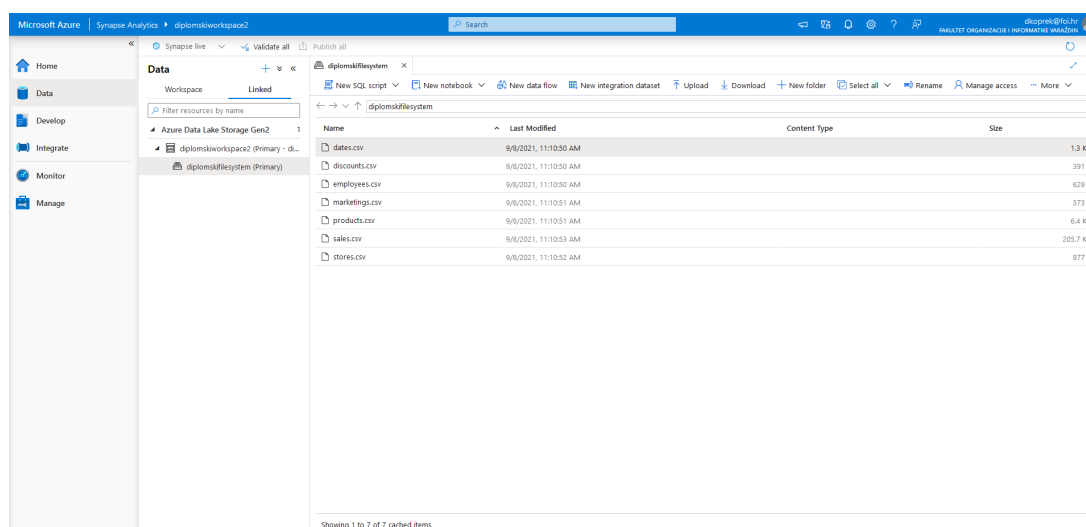 Microsoft Azure | Synapse Analytics ▸ diplomskiworkspace2
Search
dkoprek@foi.hr
FAKULTET ORGANIZACIJE I INFORMATIKE VARAŽDIN
Synapse live Validate all Publish all
Home
Data
Develop
Integrate
Monitor
Manage
Data
Workspace Linked
Filter resources by name
Azure Data Lake Storage Gen2 1
diplomskiworkspace2 (Primary - di...
diplomskifilesystem (Primary)
diplomskifilesystem
New SQL script New notebook New data flow New integration dataset Upload Download New folder Select all Rename Manage access ... More
diplomskifilesystem
Name Last Modified Content Type Size
dates.csv 9/8/2021, 11:10:50 AM 1.3 K
discounts.csv 9/8/2021, 11:10:50 AM 391
employees.csv 9/8/2021, 11:10:50 AM 629
marketings.csv 9/8/2021, 11:10:51 AM 573
products.csv 9/8/2021, 11:10:51 AM 6.4 K
sales.csv 9/8/2021, 11:10:53 AM 205.7 K
stores.csv 9/8/2021, 11:10:52 AM 877
Showing 1 to 7 of 7 cached items